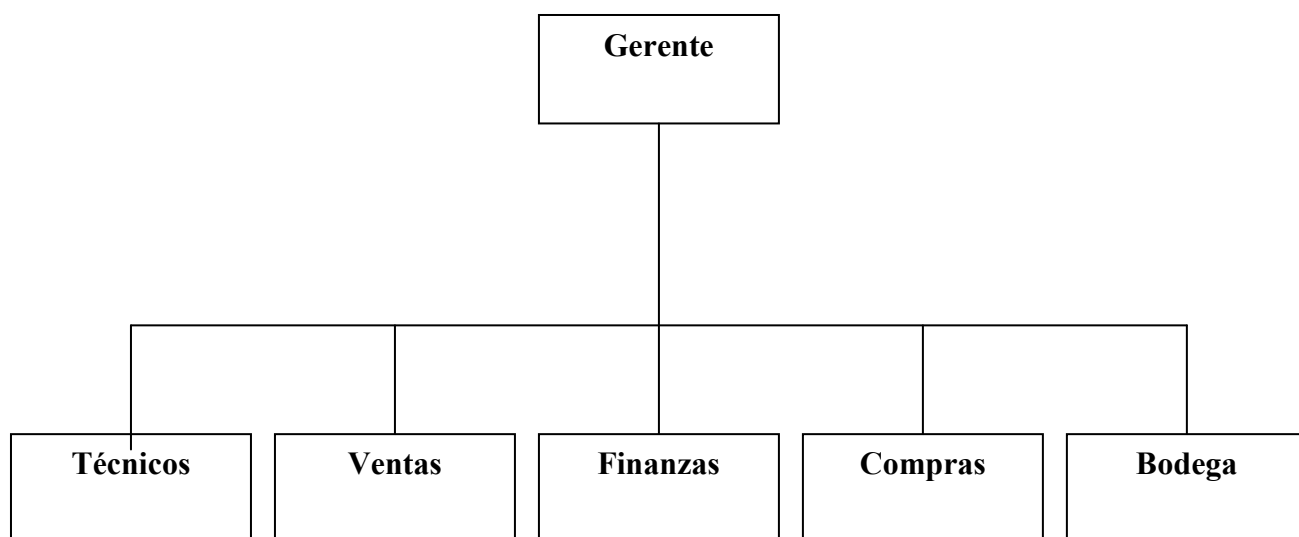 Gerente
Técnicos
Ventas
Finanzas
Compras
Bodega